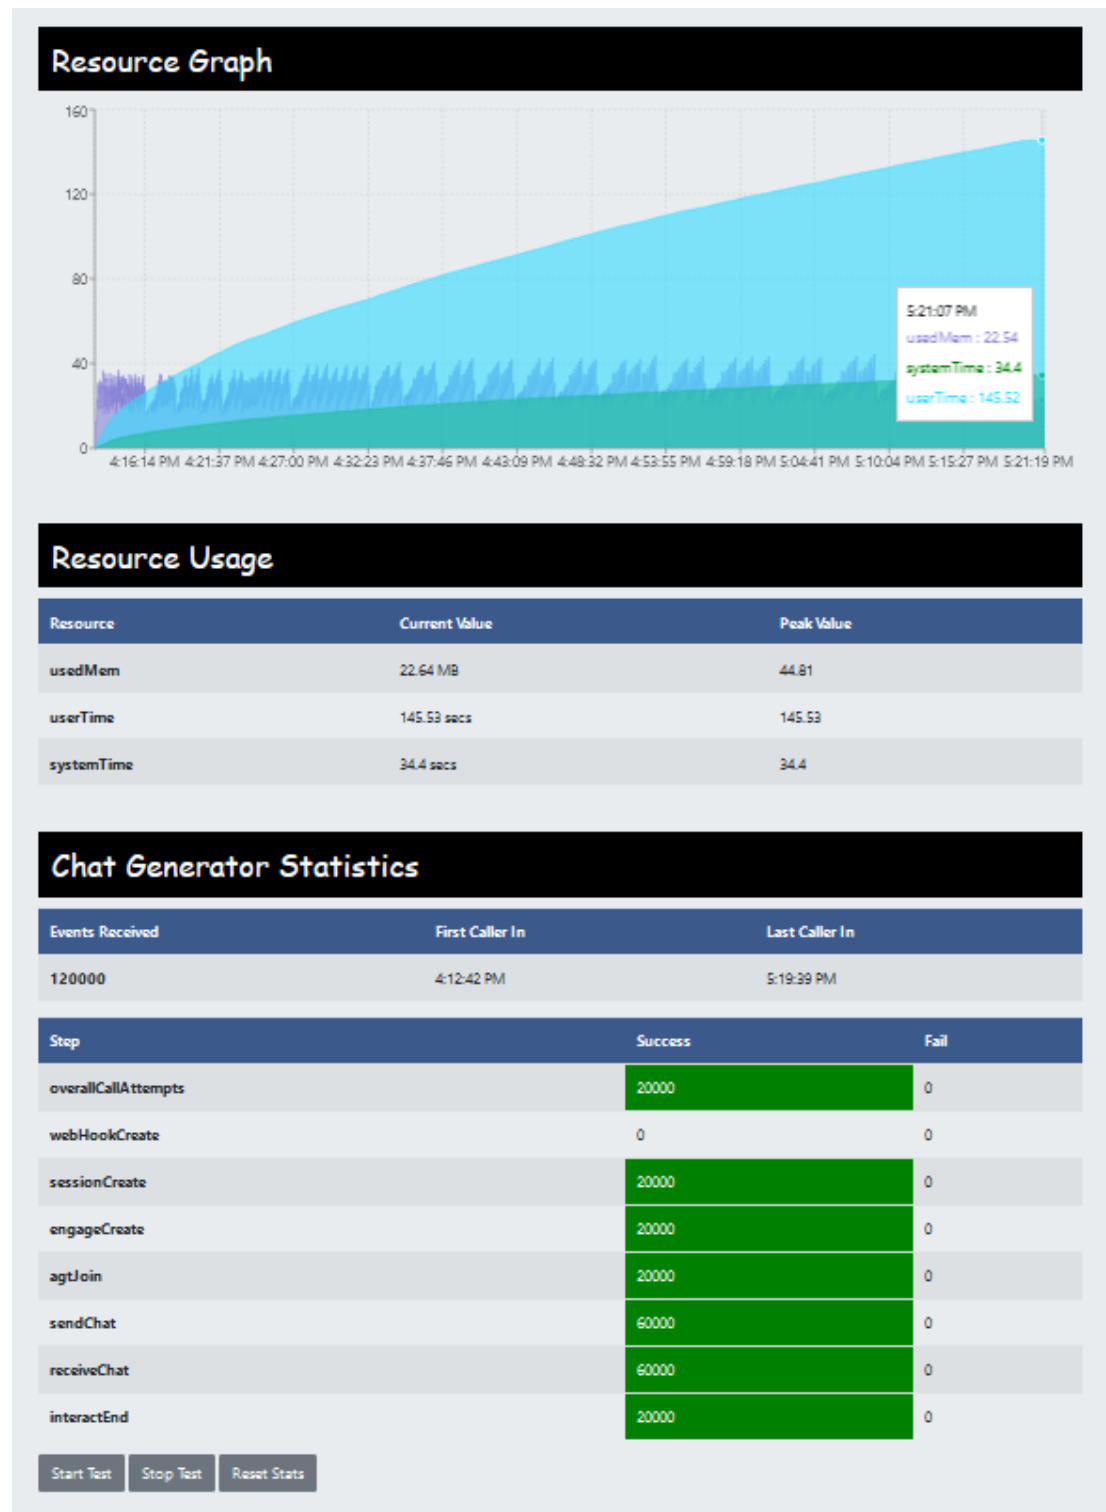 Resource Graph
160
120
80
40
0
5:21:07 PM
usedMem : 22.54
systemTime : 34.4
userTime : 145.52
4:16:14 PM 4:21:37 PM 4:27:00 PM 4:32:23 PM 4:37:46 PM 4:43:09 PM 4:48:32 PM 4:53:55 PM 4:59:18 PM 5:04:41 PM 5:10:04 PM 5:15:27 PM 5:21:19 PM
Resource Usage
Resource Current Value Peak Value
usedMem 22.64 MB 44.81
userTime 145.53 secs 145.53
systemTime 34.4 secs 34.4
Chat Generator Statistics
Events Received First Caller In Last Caller In
120000 4:12:42 PM 5:19:39 PM
Step Success Fail
overallCallAttempts 20000 0
webHookCreate 0 0
sessionCreate 20000 0
engageCreate 20000 0
agtJoin 20000 0
sendChat 60000 0
receiveChat 60000 0
interactEnd 20000 0
Start Test Stop Test Reset Stats